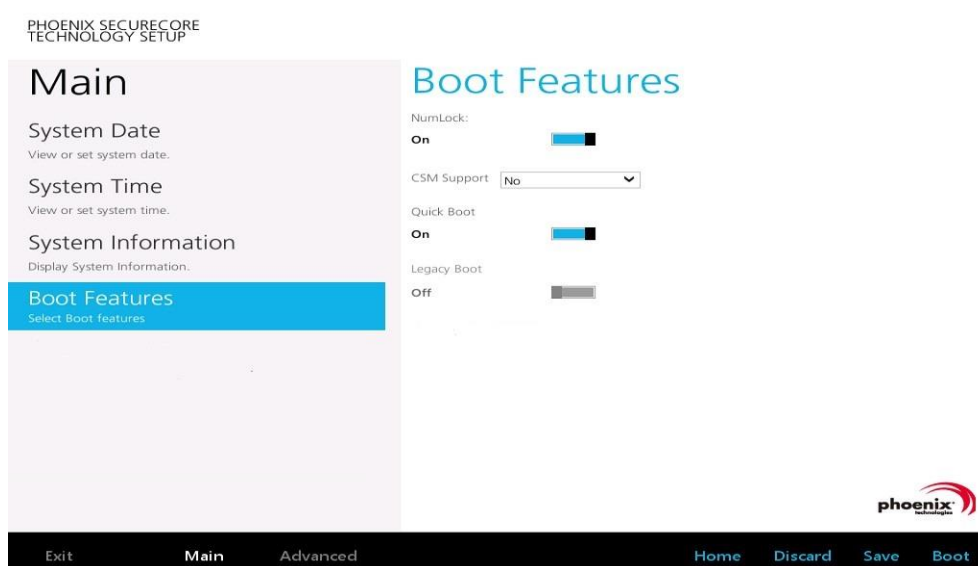 PHOENIX SECURECORE
TECHNOLOGY SETUP
Main
System Date
View or set system date.
System Time
View or set system time.
System Information
Display System Information.
Boot Features
Select Boot features
Boot Features
NumLock:
On
CSM Support No
Quick Boot
On
Legacy Boot
Off
phoenix
technologies
Exit Main Advanced Home Discard Save Boot